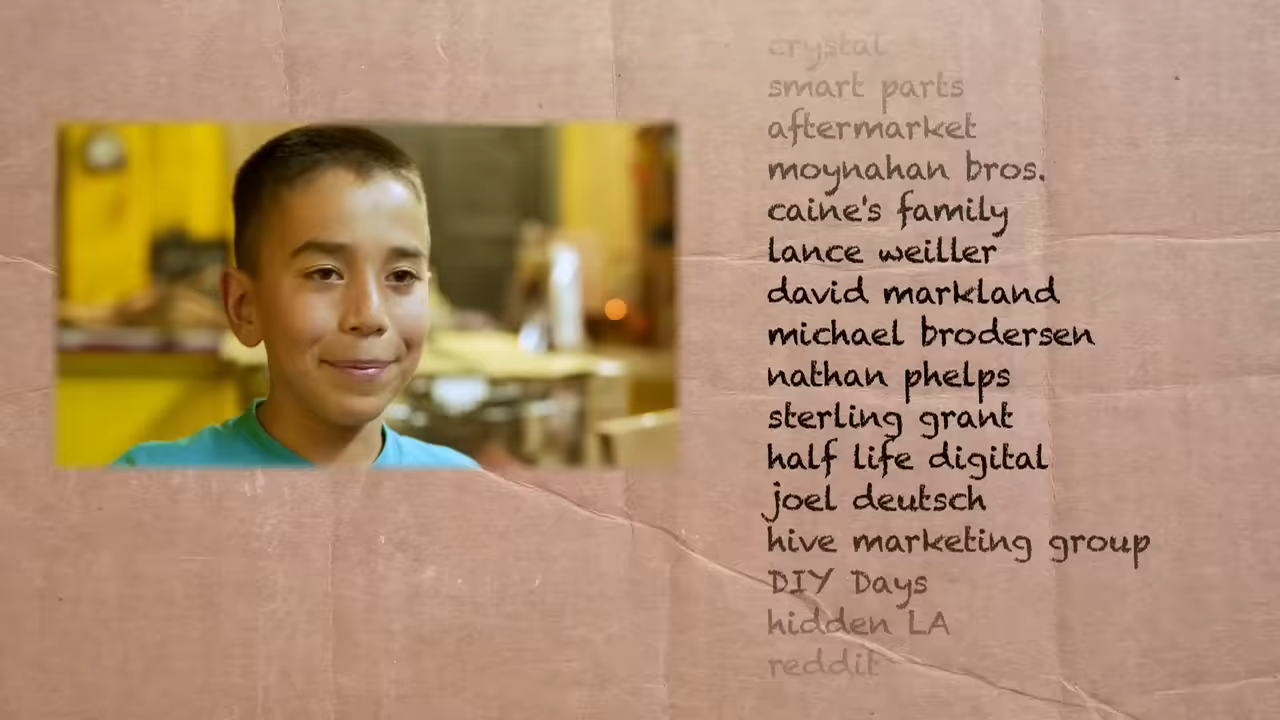 crystal
smart parts
aftermarket
moynahan bros.
caine's family
lance weiller
david markland
michael brodersen
nathan phelps
sterling grant
half life digital
joel deutsch
hive marketing group
DIY Days
hidden LA
reddit